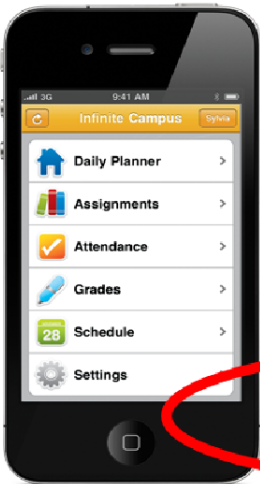 3G 9:41 AM
Infinite Campus Sylvia
Daily Planner
Assignments
Attendance
Grades
28 Schedule
Settings